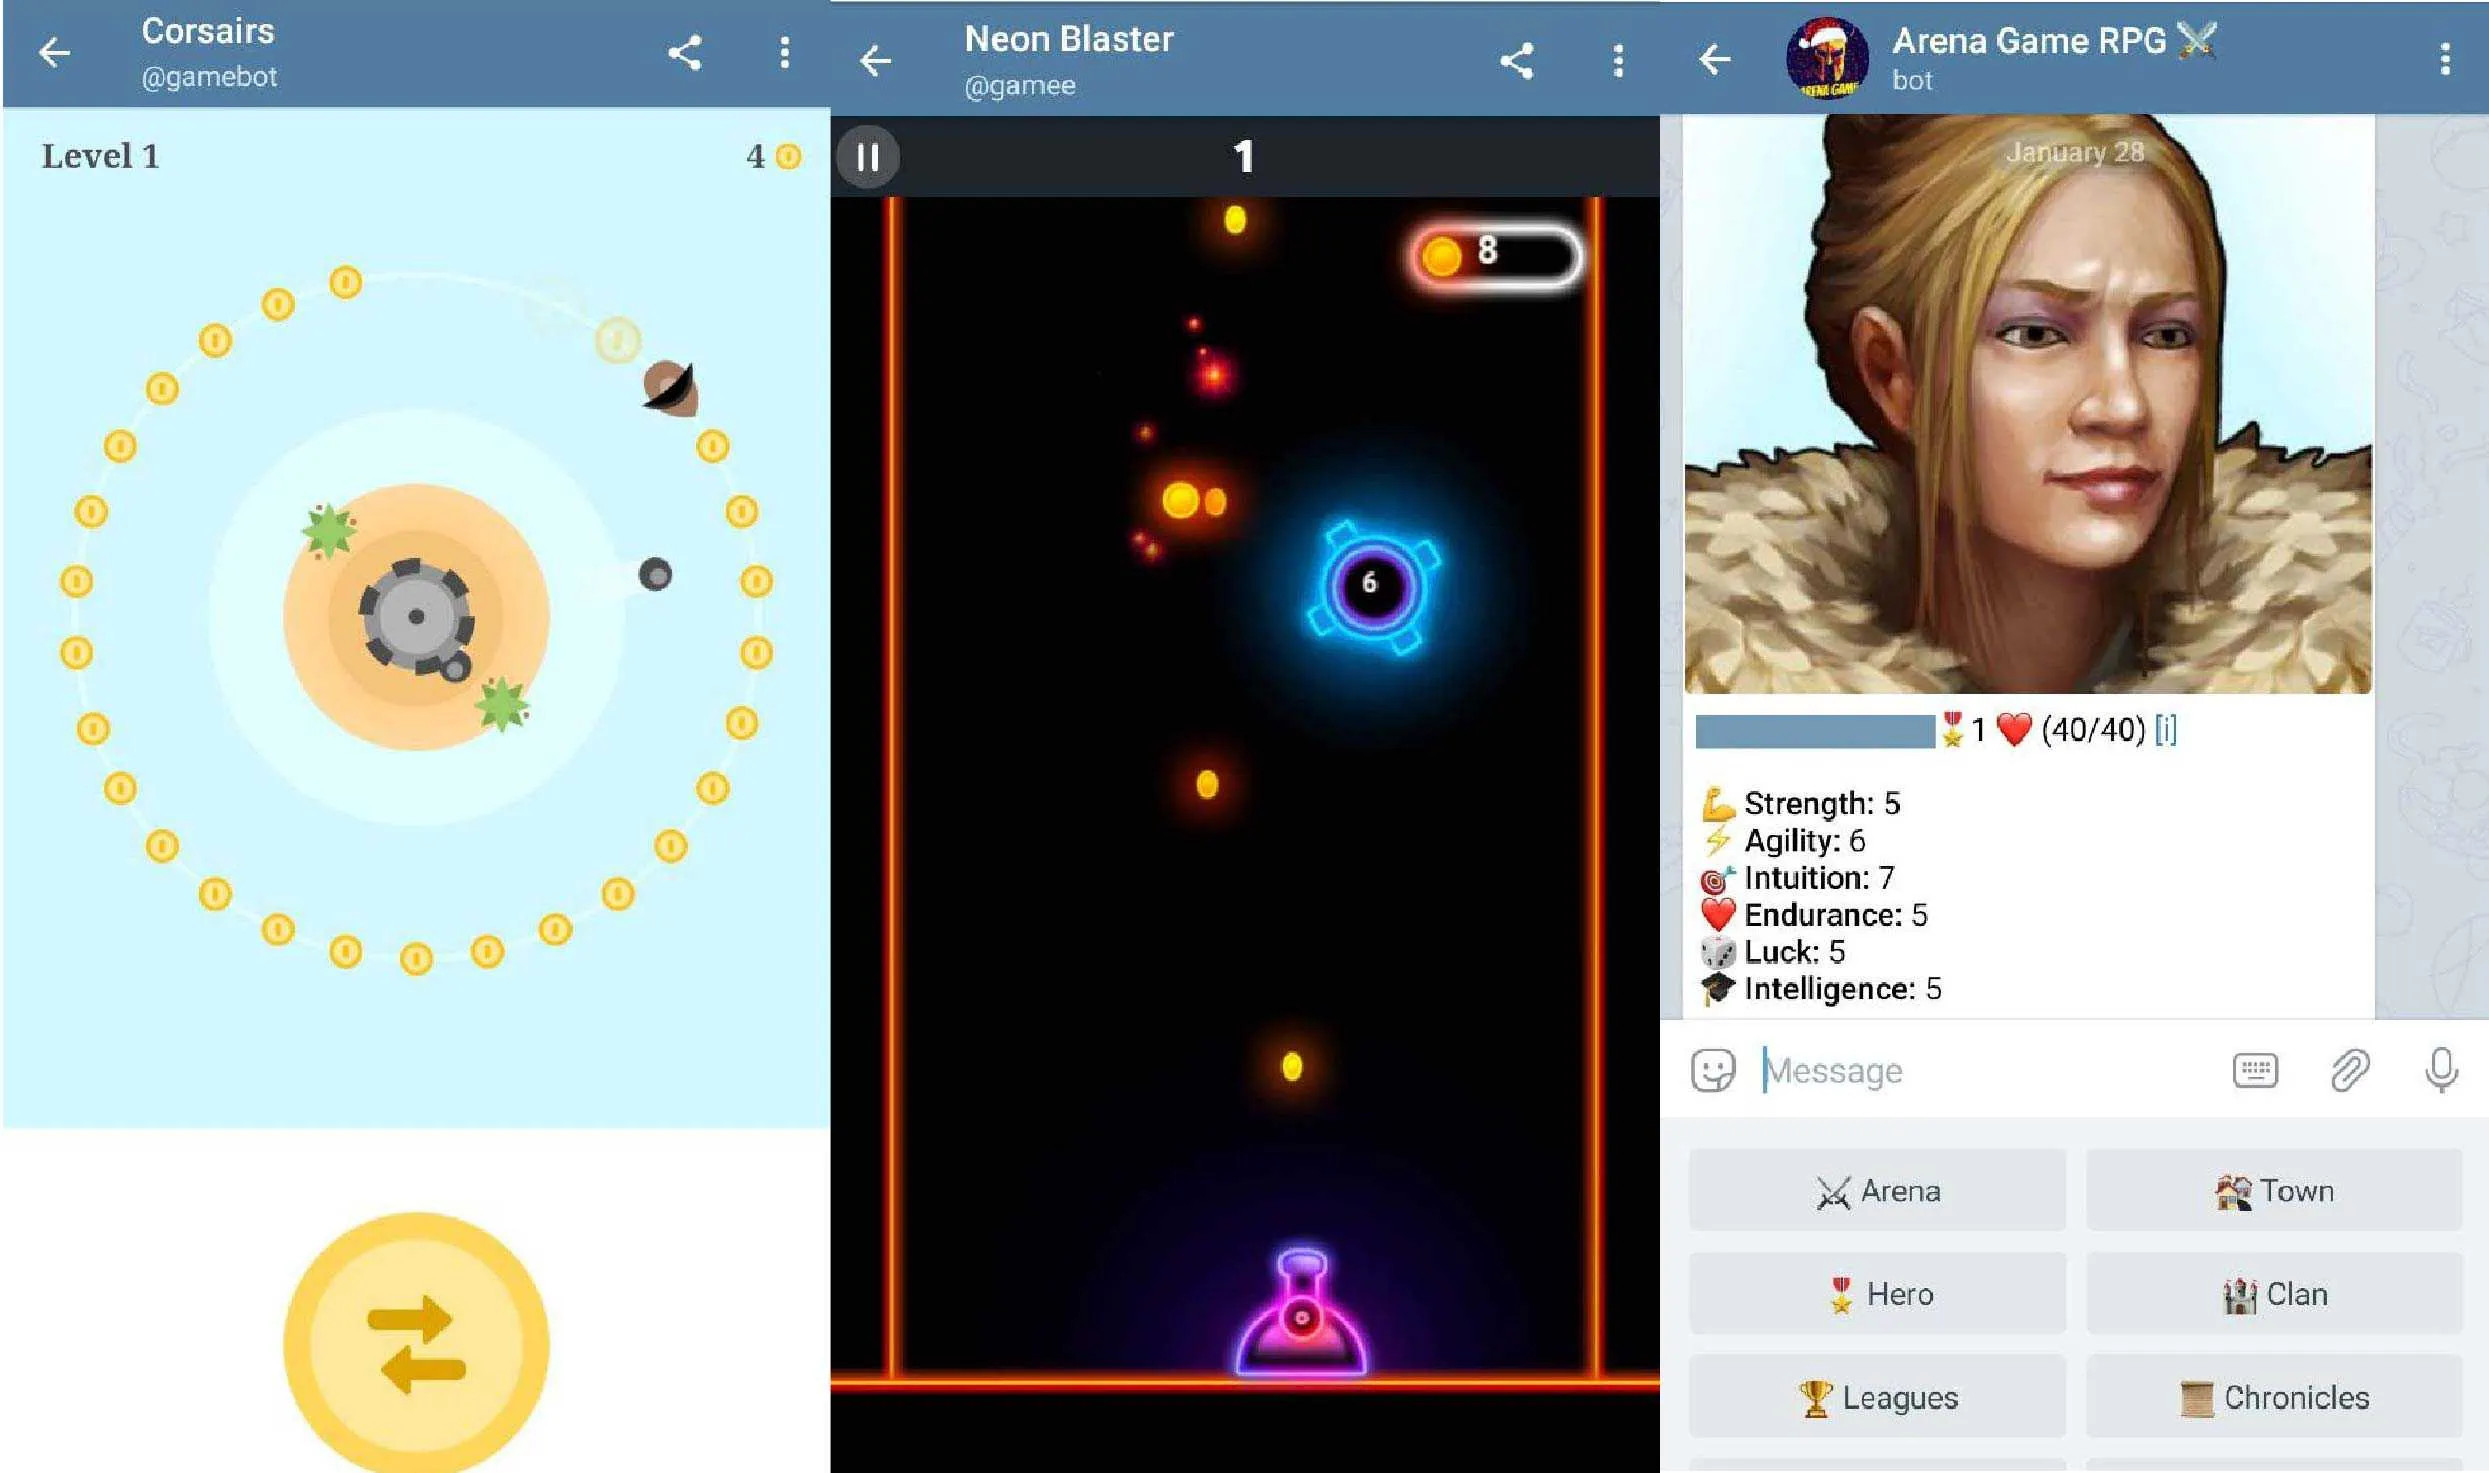 Corsairs
@gamebot
Level 1
4
Neon Blaster
@gamee
1
8
6
Arena Game RPG
bot
ARENA GAME
January 28
1 (40/40) [i]
Strength: 5
Agility: 6
Intuition: 7
Endurance: 5
Luck: 5
Intelligence: 5
Message
Arena
Town
Hero
Clan
Leagues
Chronicles